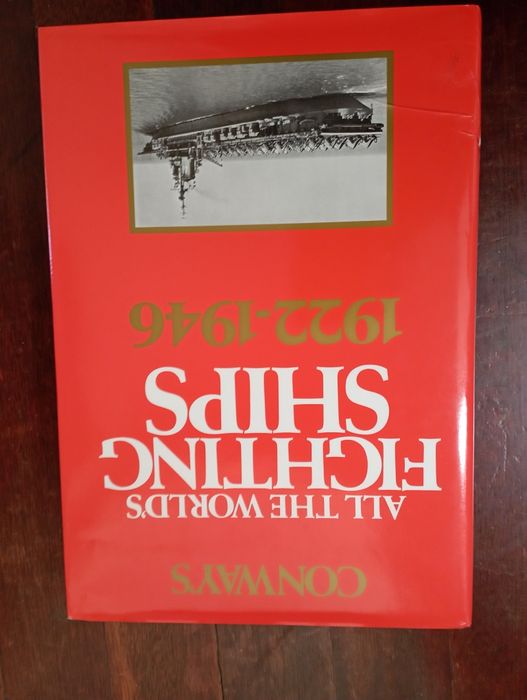 CONWAY'S
ALL THE WORLD'S
FIGHTING
SHIPS
1922-1946